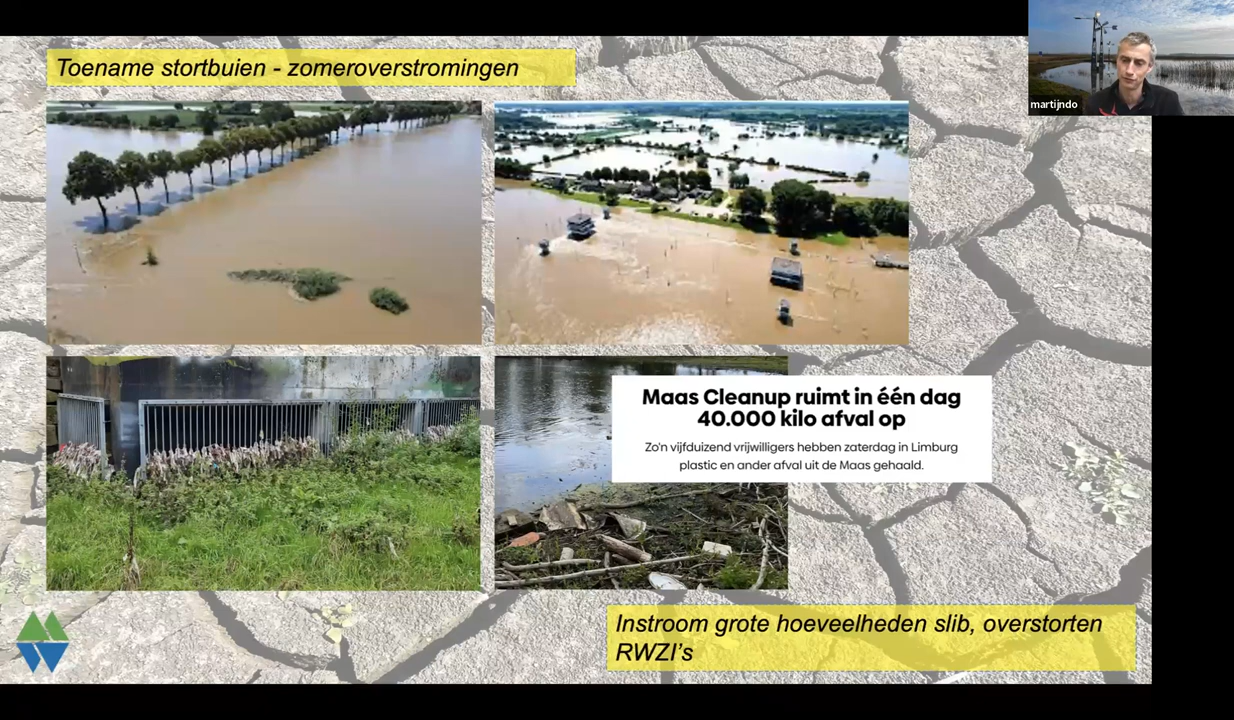 Toename stortbuien - zomeroverstromingen
martijndo
Maas Cleanup ruimt in één dag
40.000 kilo afval op
Zo'n vijfduizend vrijwilligers hebben zaterdag in Limburg
plastic en ander afval uit de Maas gehaald.
Instroom grote hoeveelheden slib, overstorten
RWZI's